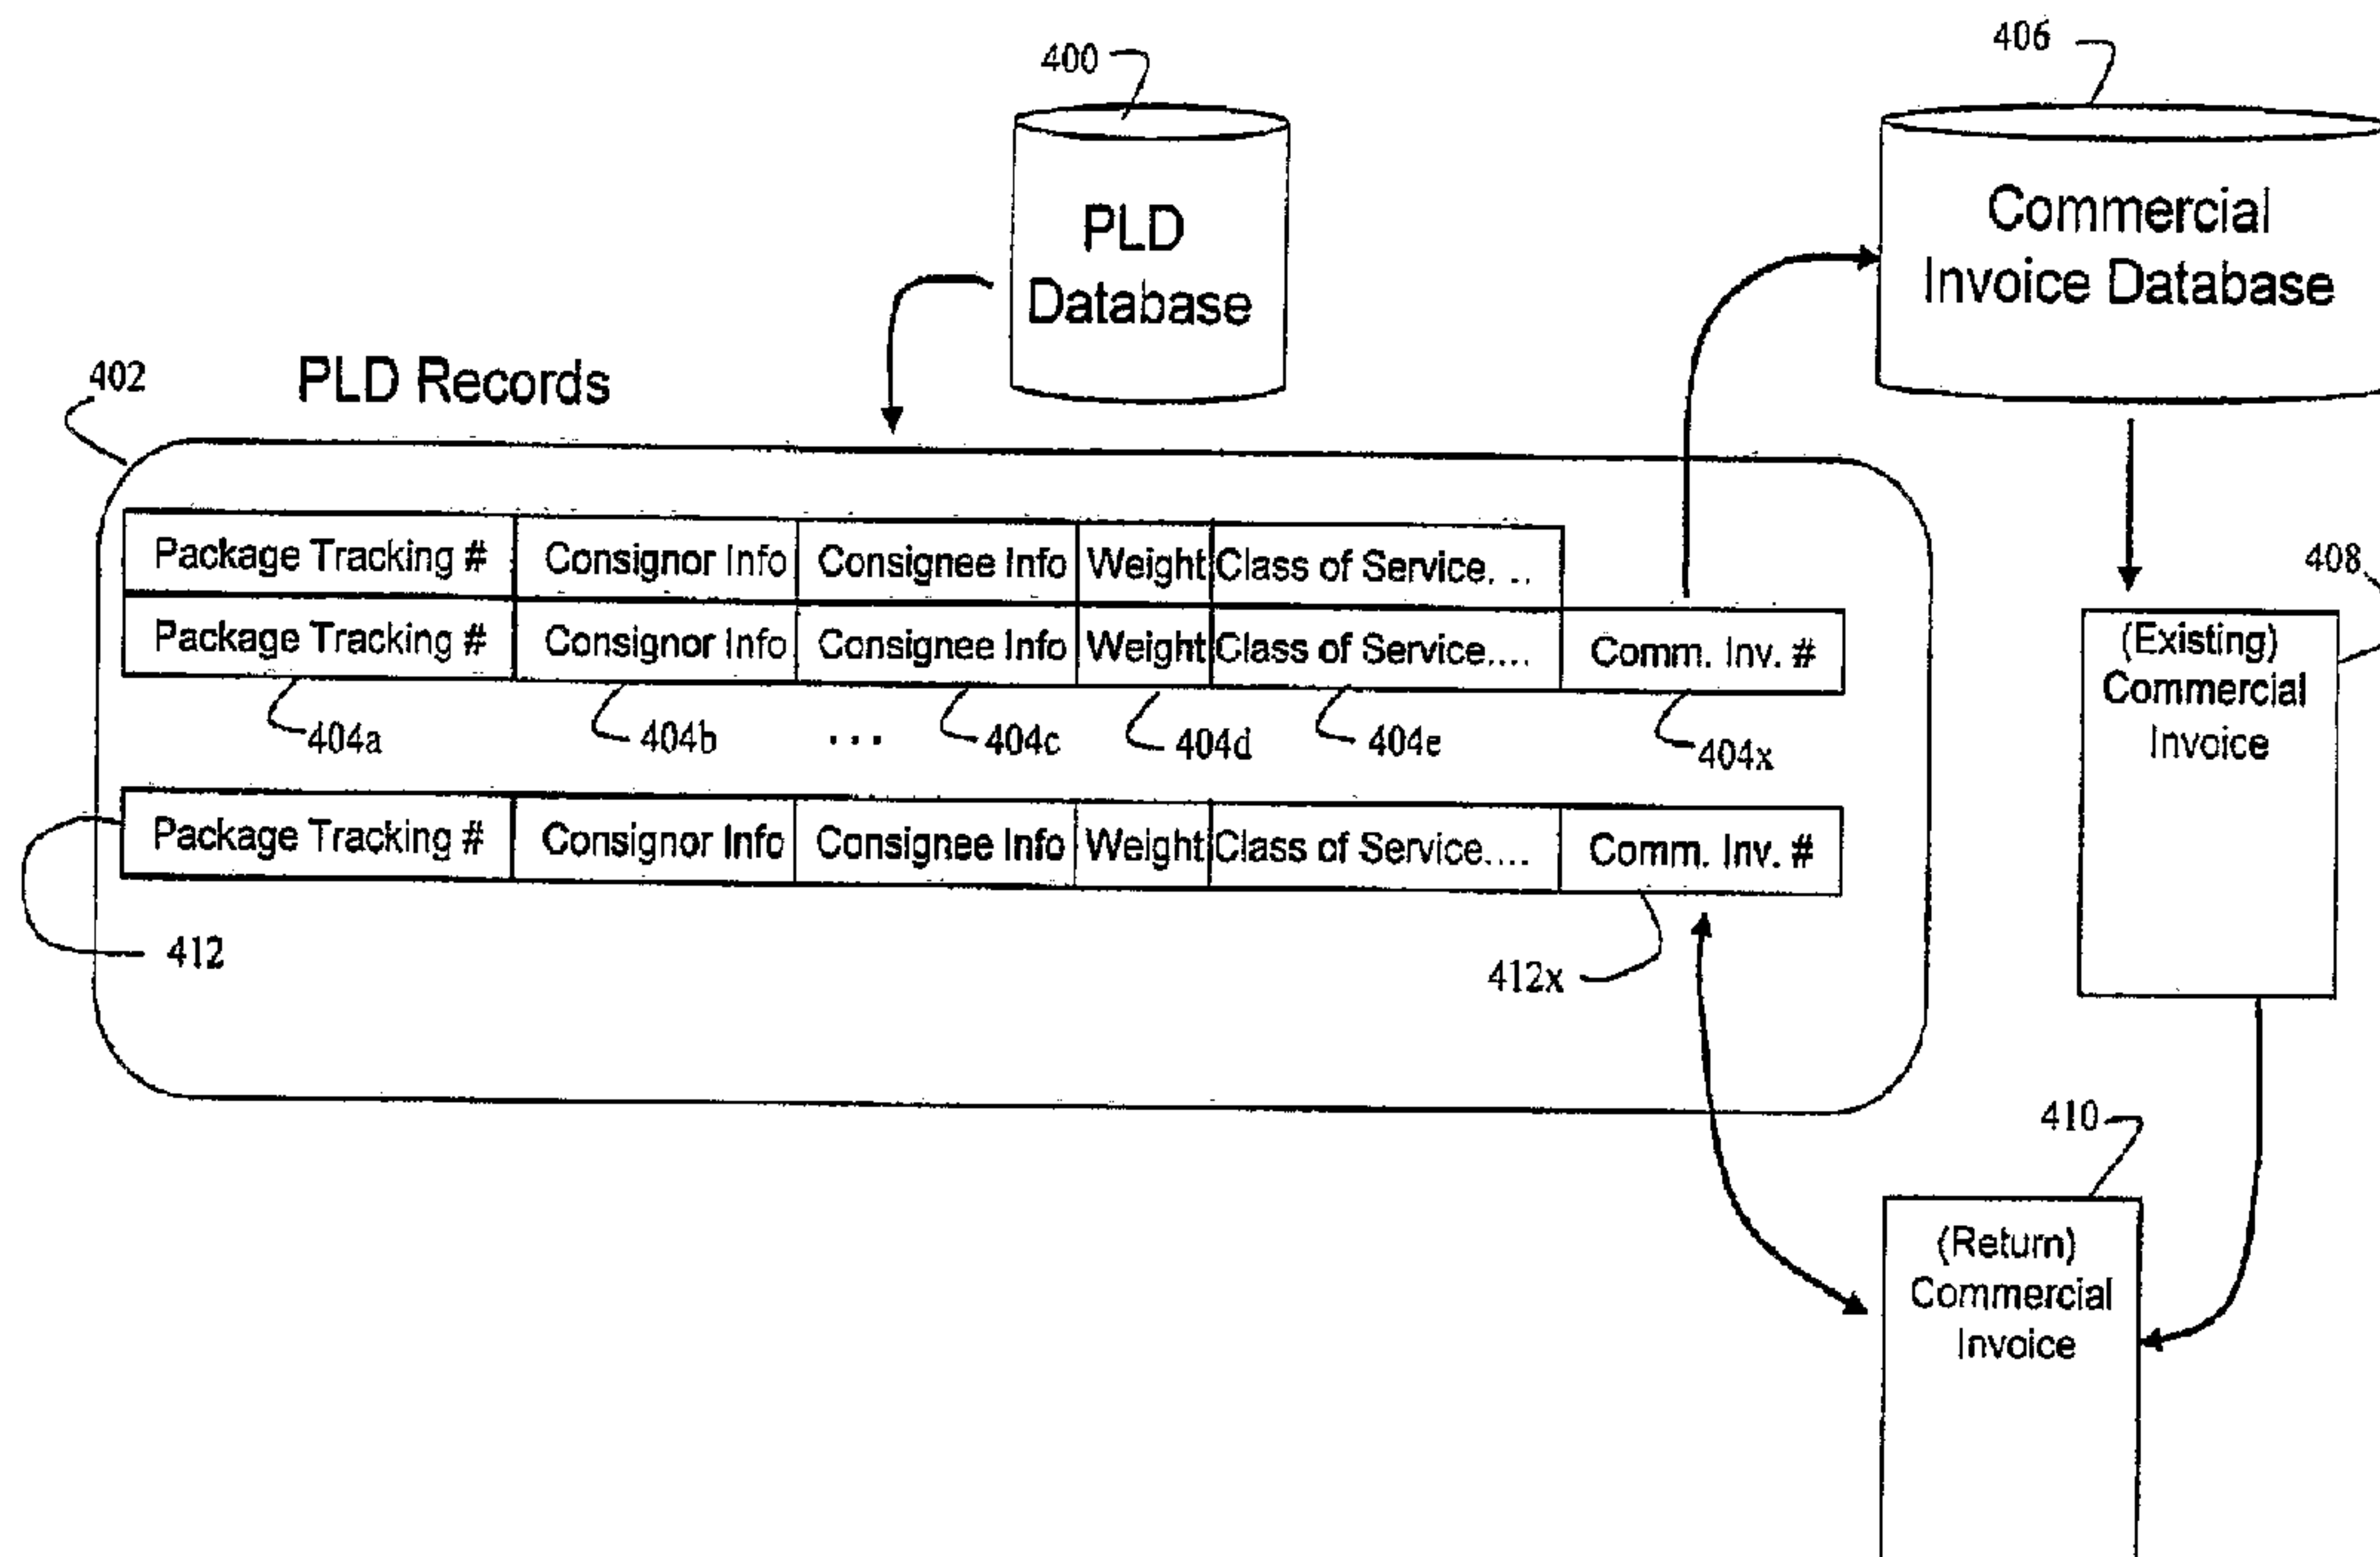 400
406
PLD
Database
Commercial
Invoice Database
402
PLD Records
Package Tracking # Consignor Info Consignee Info Weight Class of Service. ..
408
Package Tracking # Consignor Info Consignee Info Weight Class of Service.... Comm. Inv. #
(Existing)
Commercial
Invoice
404a 404b ... 404c 404d 404e 404x
Package Tracking # Consignor Info Consignee Info Weight Class of Service.... Comm. Inv. #
412
412x
410
(Return)
Commercial
Invoice